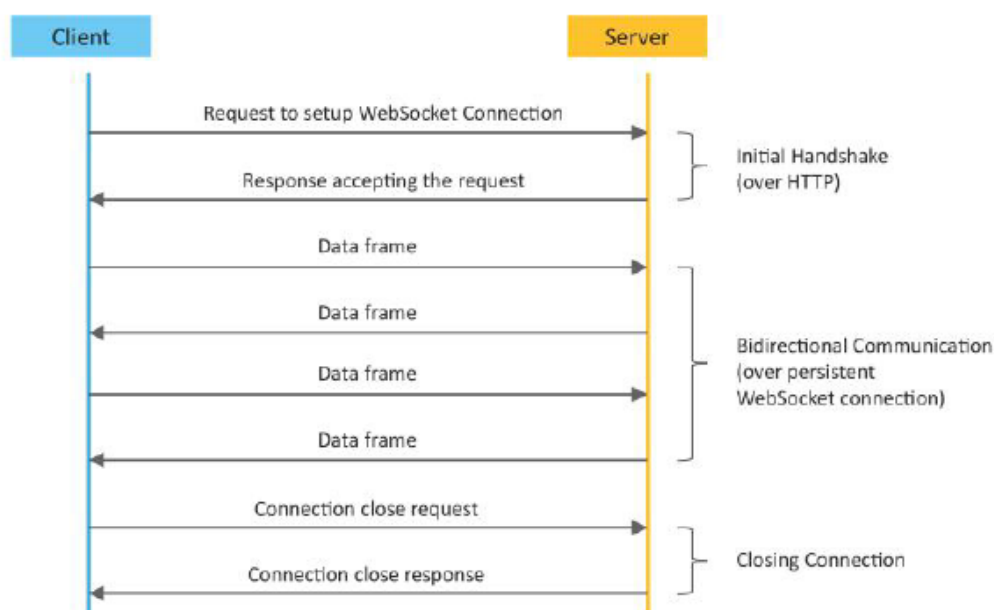 Client
Server
Request to setup WebSocket Connection
Initial Handshake
(over HTTP)
Response accepting the request
Data frame
Data frame
Bidirectional Communication
(over persistent
WebSocket connection)
Data frame
Data frame
Connection close request
Closing Connection
Connection close response